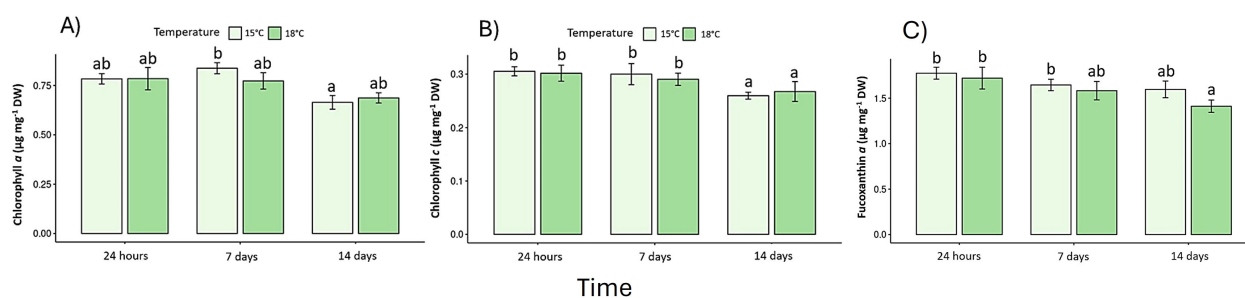 A)
Temperature 15°C 18°C
Chlorophyll a (µg mg⁻¹ DW)
0.75
0.50
0.25
0.00
ab ab b ab a ab
24 hours 7 days 14 days
B)
Temperature 15°C 18°C
Chlorophyll c (µg mg⁻¹ DW)
0.3
0.2
0.1
0.0
b b b b a a
24 hours 7 days 14 days
C)
Fucoxanthin a (µg mg⁻¹ DW)
1.5
1.0
0.5
0.0
b b b ab ab a
24 hours 7 days 14 days
Time